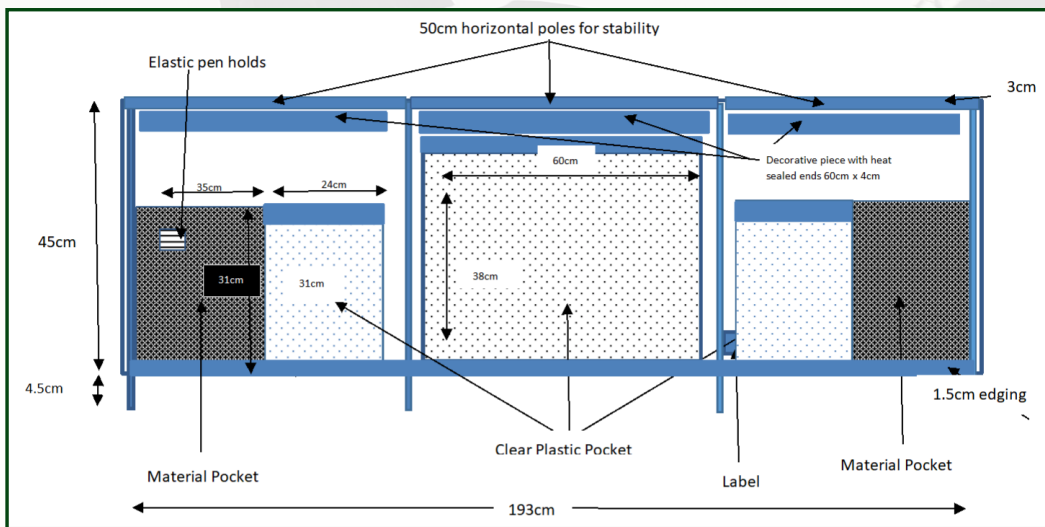 50cm horizontal poles for stability
Elastic pen holds
3cm
Decorative piece with heat
sealed ends 60cm x 4cm
60cm
35cm
24cm
45cm
31cm
31cm
38cm
4.5cm
1.5cm edging
Clear Plastic Pocket
Material Pocket
Label
Material Pocket
193cm